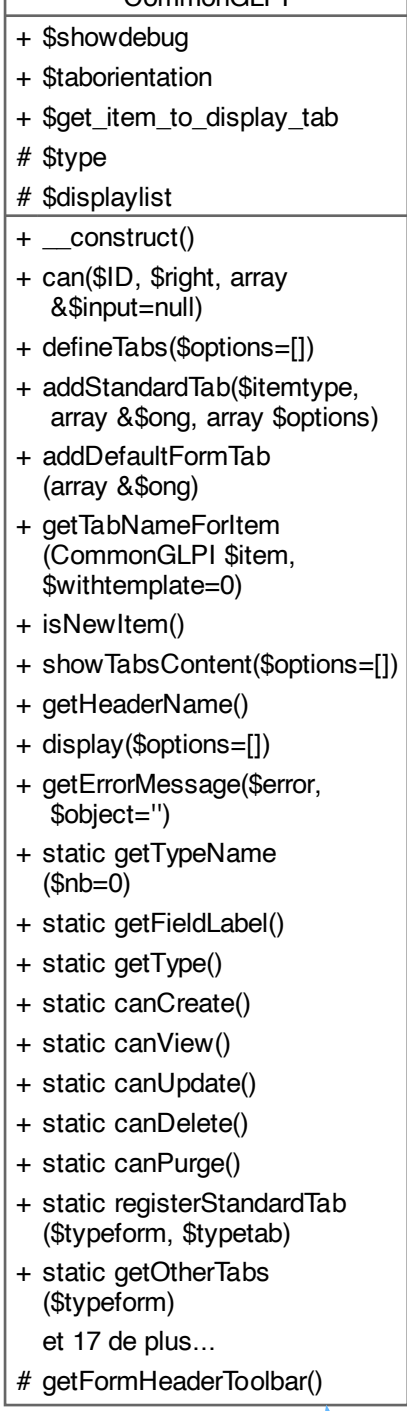 CommonGLPI
+ $showdebug
+ $taborientation
+ $get_item_to_display_tab
# $type
# $displaylist
+ __construct()
+ can($ID, $right, array
&$input=null)
+ defineTabs($options=[])
+ addStandardTab($itemtype,
array &$ong, array $options)
+ addDefaultFormTab
(array &$ong)
+ getTabNameForItem
(CommonGLPI $item,
$withtemplate=0)
+ isNewItem()
+ showTabsContent($options=[])
+ getHeaderName()
+ display($options=[])
+ getErrorMessage($error,
$object='')
+ static getTypeName
($nb=0)
+ static getFieldLabel()
+ static getType()
+ static canCreate()
+ static canView()
+ static canUpdate()
+ static canDelete()
+ static canPurge()
+ static registerStandardTab
($typeform, $typetab)
+ static getOtherTabs
($typeform)
et 17 de plus...
# getFormHeaderToolbar()